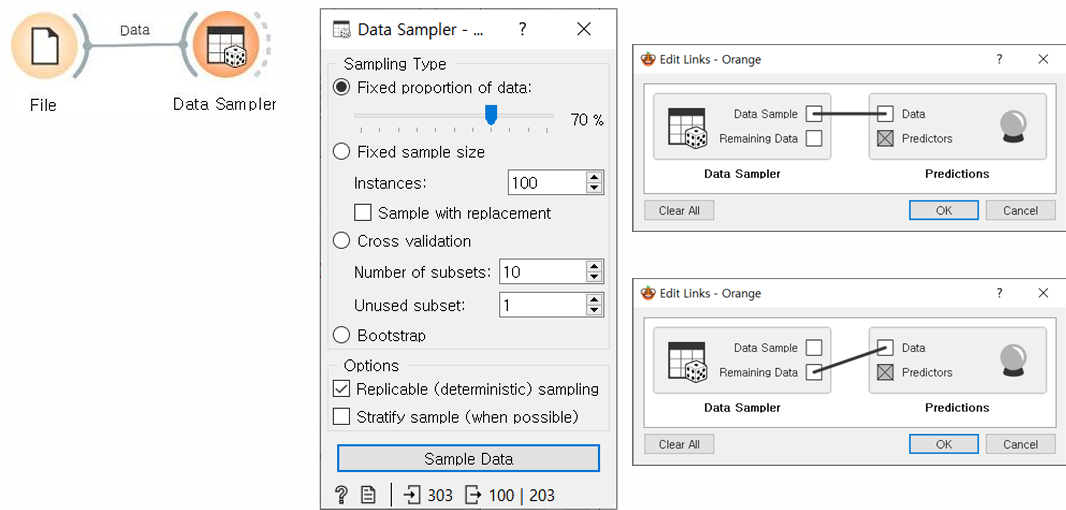 Data
File
Data Sampler
Data Sampler - ...
?
Sampling Type
Fixed proportion of data:
70 %
Fixed sample size
Instances:
100
Sample with replacement
Cross validation
Number of subsets:
10
Unused subset:
1
Bootstrap
Options
Replicable (deterministic) sampling
Stratify sample (when possible)
Sample Data
? 303 100 | 203
Edit Links - Orange ?
Data Sample
Data
Remaining Data
Predictors
Data Sampler
Predictions
Clear All
OK
Cancel
Edit Links - Orange ?
Data Sample
Data
Remaining Data
Predictors
Data Sampler
Predictions
Clear All
OK
Cancel